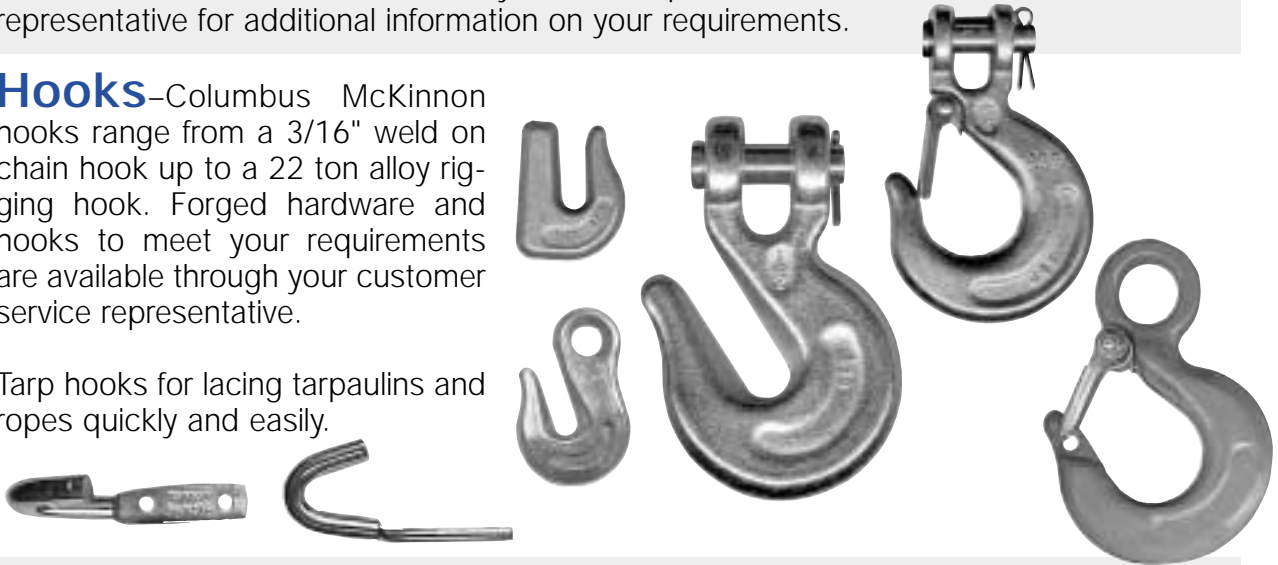 representative for additional information on your requirements.
Hooks–Columbus McKinnon
hooks range from a 3/16" weld on
chain hook up to a 22 ton alloy rig-
ging hook. Forged hardware and
hooks to meet your requirements
are available through your customer
service representative.
Tarp hooks for lacing tarpaulins and
ropes quickly and easily.